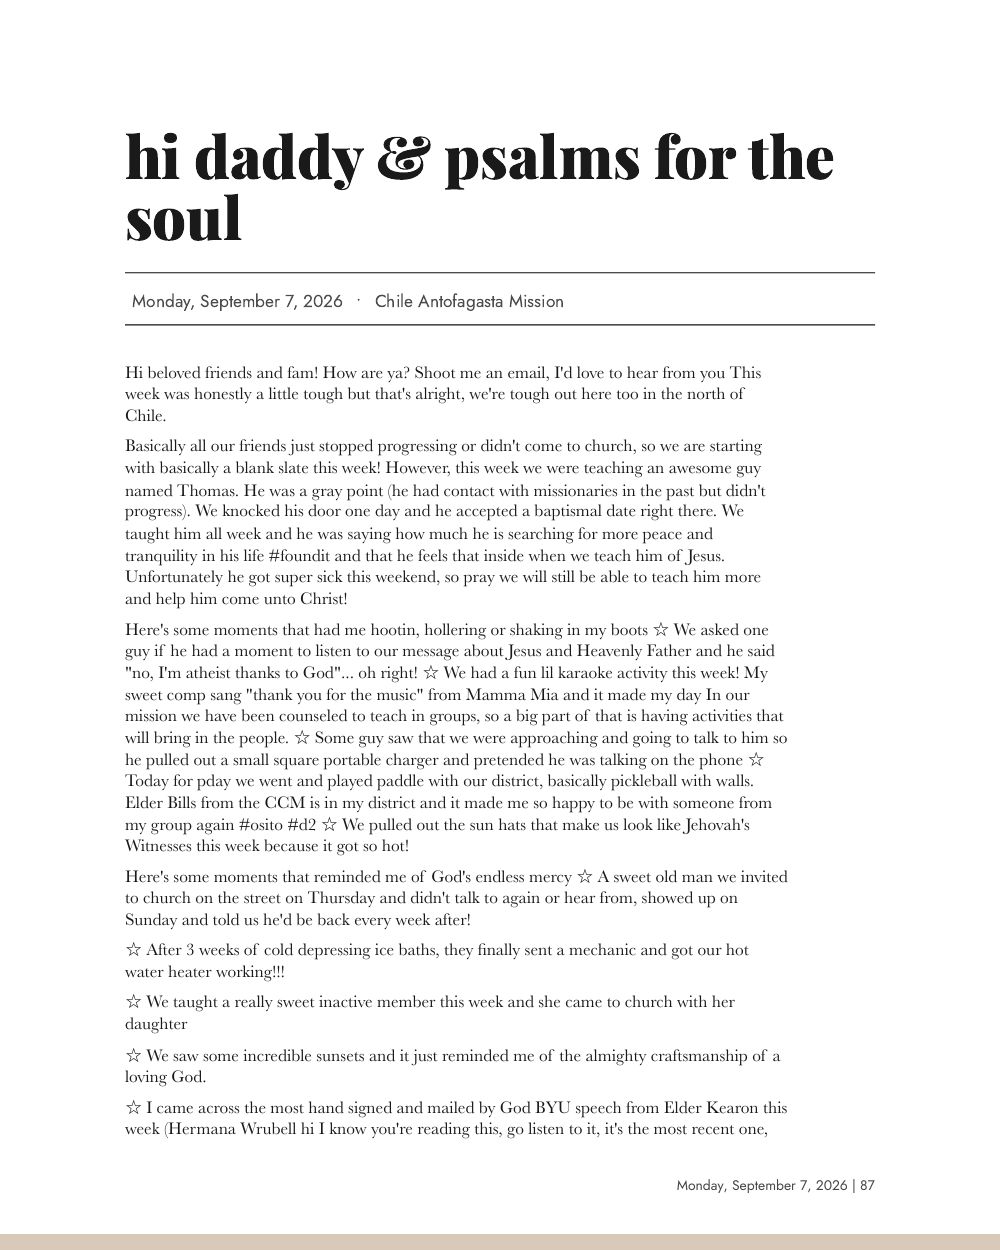 hi daddy & psalms for the
soul
Monday, September 7, 2026 · Chile Antofagasta Mission
Hi beloved friends and fam! How are ya? Shoot me an email, I'd love to hear from you This
week was honestly a little tough but that's alright, we're tough out here too in the north of
Chile.
Basically all our friends just stopped progressing or didn't come to church, so we are starting
with basically a blank slate this week! However, this week we were teaching an awesome guy
named Thomas. He was a gray point (he had contact with missionaries in the past but didn't
progress). We knocked his door one day and he accepted a baptismal date right there. We
taught him all week and he was saying how much he is searching for more peace and
tranquility in his life #foundit and that he feels that inside when we teach him of Jesus.
Unfortunately he got super sick this weekend, so pray we will still be able to teach him more
and help him come unto Christ!
Here's some moments that had me hootin, hollering or shaking in my boots ☆ We asked one
guy if he had a moment to listen to our message about Jesus and Heavenly Father and he said
"no, I'm atheist thanks to God"... oh right! ☆ We had a fun lil karaoke activity this week! My
sweet comp sang "thank you for the music" from Mamma Mia and it made my day In our
mission we have been counseled to teach in groups, so a big part of that is having activities that
will bring in the people. ☆ Some guy saw that we were approaching and going to talk to him so
he pulled out a small square portable charger and pretended he was talking on the phone ☆
Today for pday we went and played paddle with our district, basically pickleball with walls.
Elder Bills from the CCM is in my district and it made me so happy to be with someone from
my group again #osito #d2 ☆ We pulled out the sun hats that make us look like Jehovah's
Witnesses this week because it got so hot!
Here's some moments that reminded me of God's endless mercy ☆ A sweet old man we invited
to church on the street on Thursday and didn't talk to again or hear from, showed up on
Sunday and told us he'd be back every week after!
☆ After 3 weeks of cold depressing ice baths, they finally sent a mechanic and got our hot
water heater working!!!
☆ We taught a really sweet inactive member this week and she came to church with her
daughter
☆ We saw some incredible sunsets and it just reminded me of the almighty craftsmanship of a
loving God.
☆ I came across the most hand signed and mailed by God BYU speech from Elder Kearon this
week (Hermana Wrubell hi I know you're reading this, go listen to it, it's the most recent one,
Monday, September 7, 2026 | 87